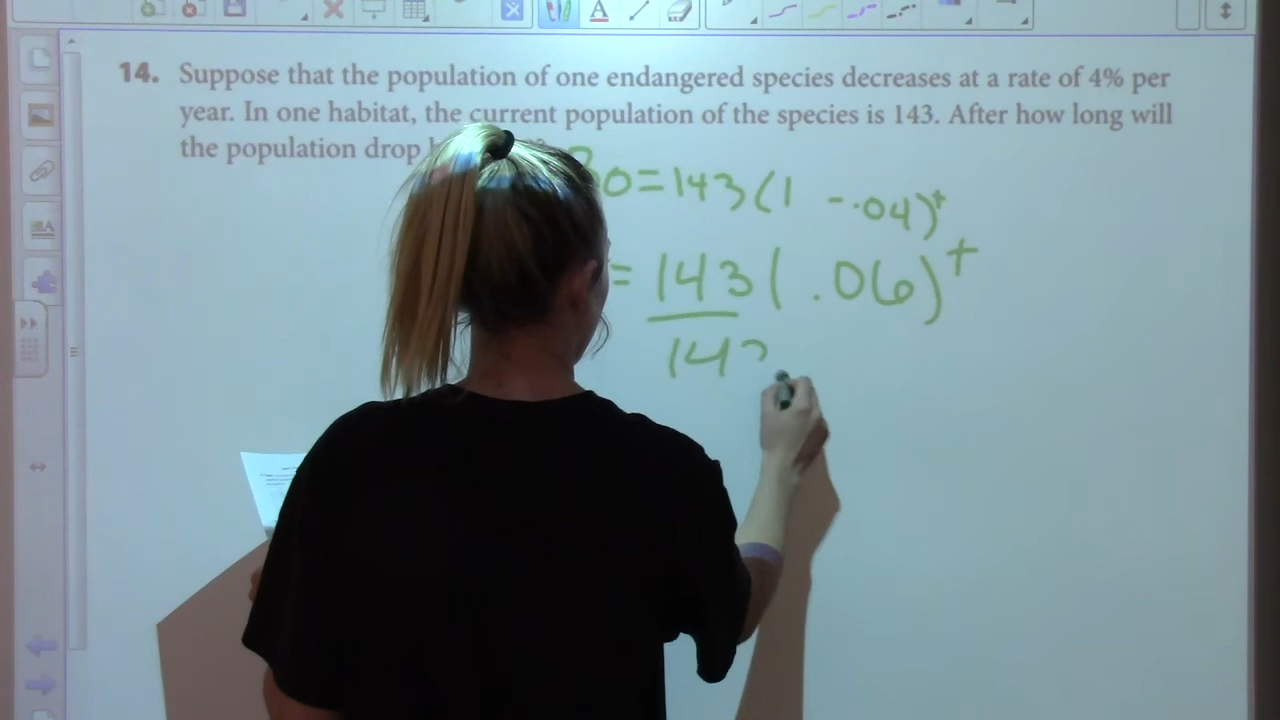 14. Suppose that the population of one endangered species decreases at a rate of 4% per
year. In one habitat, the current population of the species is 143. After how long will
the population drop
80=143(1 -.04)^t
= 143(.06)^t
143